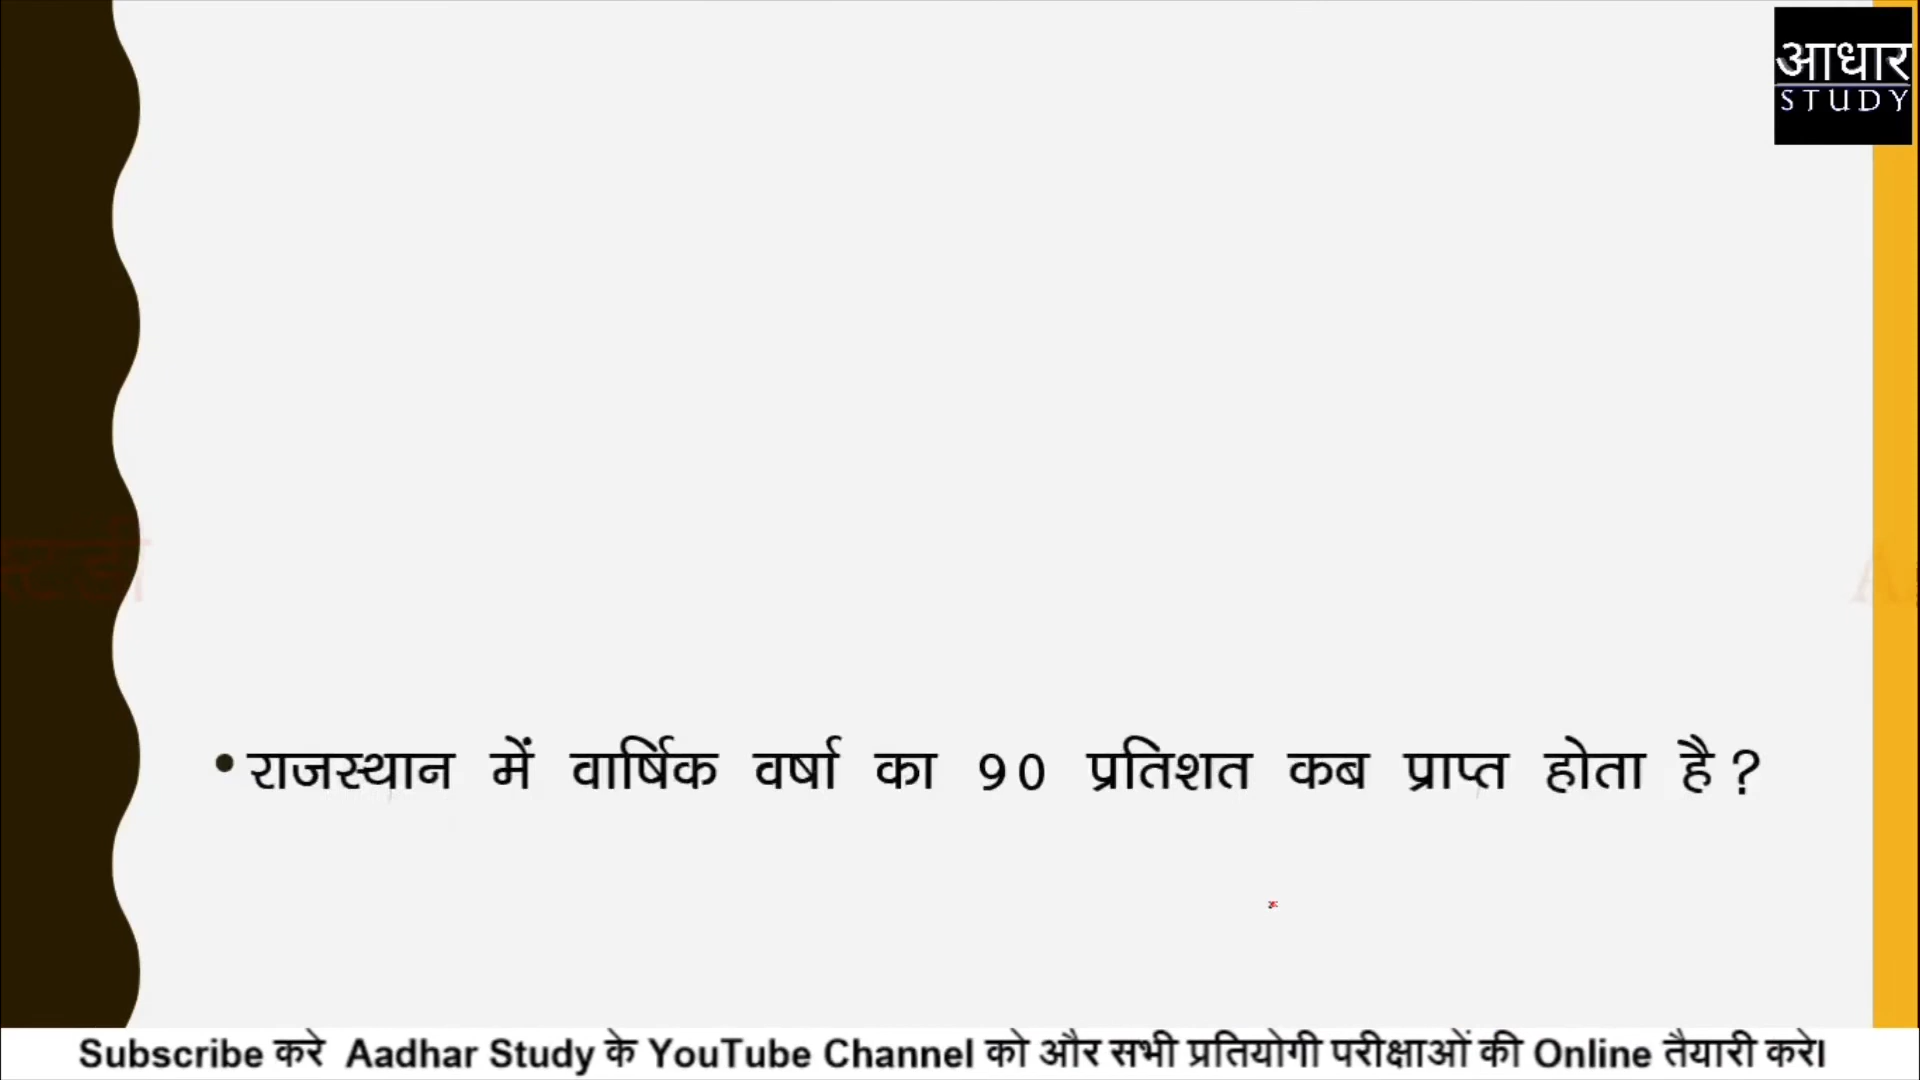 आधार
STUDY
स्टडी
• राजस्थान में वार्षिक वर्षा का 90 प्रतिशत कब प्राप्त होता है ?
Subscribe करे Aadhar Study के YouTube Channel को और सभी प्रतियोगी परीक्षाओं की Online तैयारी करे।